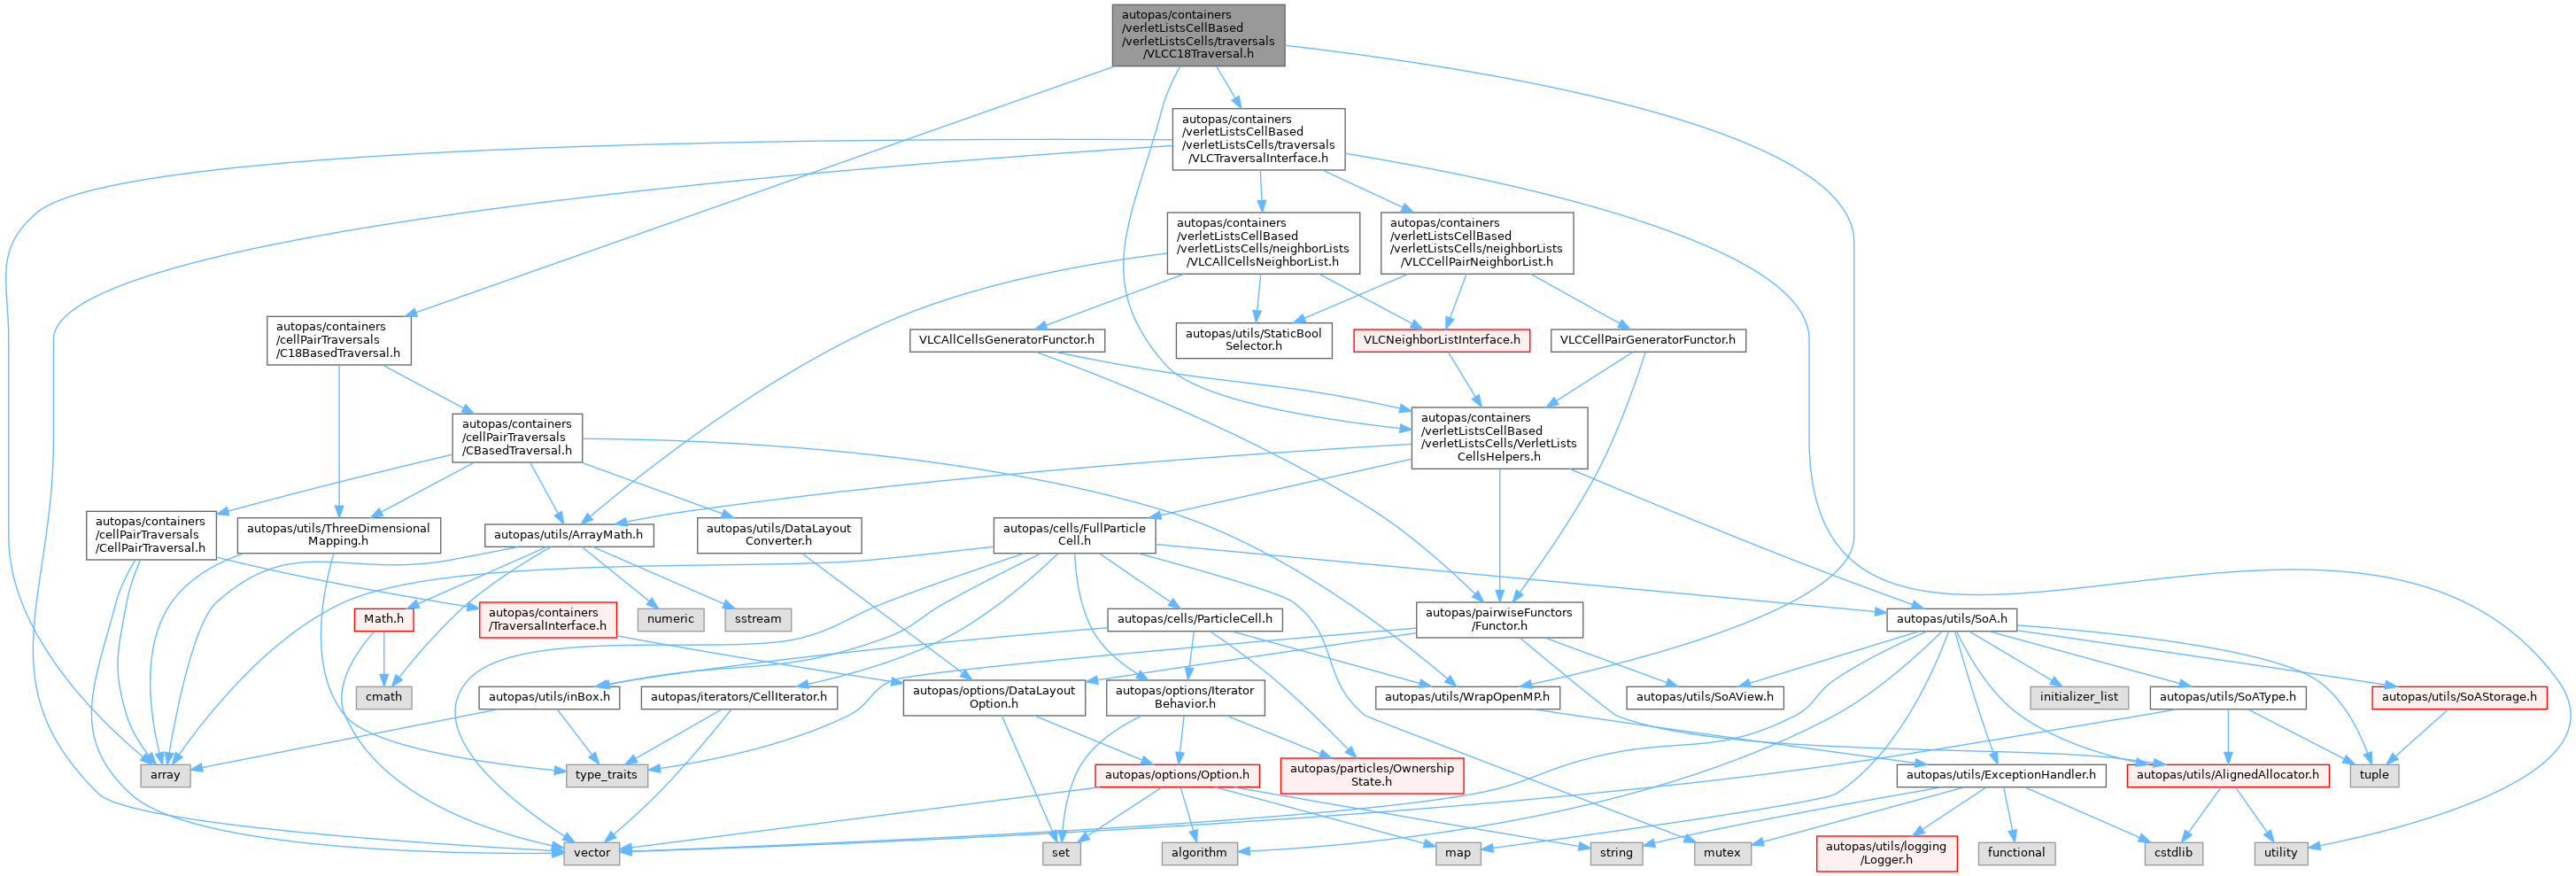 autopas/containers
/verletListsCellBased
/verletListsCells/traversals
/VLCC18Traversal.h
autopas/containers
/verletListsCellBased
/verletListsCells/traversals
/VLCTraversalInterface.h
autopas/containers
/verletListsCellBased
/verletListsCells/neighborLists
/VLCAllCellsNeighborList.h
autopas/containers
/verletListsCellBased
/verletListsCells/neighborLists
/VLCCellPairNeighborList.h
autopas/containers
/cellPairTraversals
/C18BasedTraversal.h
VLCAllCellsGeneratorFunctor.h
autopas/utils/StaticBool
Selector.h
VLCNeighborListInterface.h
VLCCellPairGeneratorFunctor.h
autopas/containers
/cellPairTraversals
/CBasedTraversal.h
autopas/containers
/verletListsCellBased
/verletListsCells/VerletLists
CellsHelpers.h
autopas/containers
/cellPairTraversals
/CellPairTraversal.h
autopas/utils/ThreeDimensional
Mapping.h
autopas/utils/ArrayMath.h
autopas/utils/DataLayout
Converter.h
autopas/cells/FullParticle
Cell.h
Math.h
autopas/containers
/TraversalInterface.h
numeric
sstream
autopas/cells/ParticleCell.h
autopas/pairwiseFunctors
/Functor.h
autopas/utils/SoA.h
cmath
autopas/utils/inBox.h
autopas/iterators/CellIterator.h
autopas/options/DataLayout
Option.h
autopas/options/Iterator
Behavior.h
autopas/utils/WrapOpenMP.h
autopas/utils/SoAView.h
initializer_list
autopas/utils/SoAType.h
autopas/utils/SoAStorage.h
array
type_traits
autopas/options/Option.h
autopas/particles/Ownership
State.h
autopas/utils/ExceptionHandler.h
autopas/utils/AlignedAllocator.h
tuple
vector
set
algorithm
map
string
mutex
autopas/utils/logging
/Logger.h
functional
cstdlib
utility